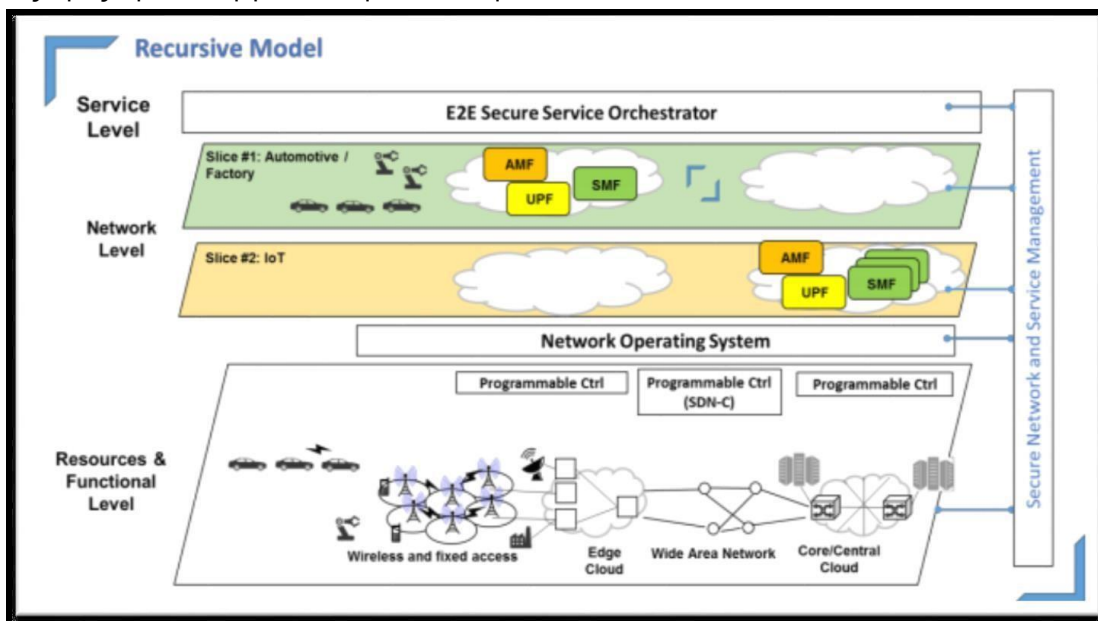 Recursive Model
Service
Level
E2E Secure Service Orchestrator
Slice #1: Automotive /
Factory
AMF
UPF
SMF
Network
Level
Slice #2: IoT
AMF
UPF
SMF
Network Operating System
Programmable Ctrl
Programmable Ctrl
(SDN-C)
Programmable Ctrl
Resources &
Functional
Level
Wireless and fixed access
Edge
Cloud
Wide Area Network
Core/Central
Cloud
Secure Network and Service Management